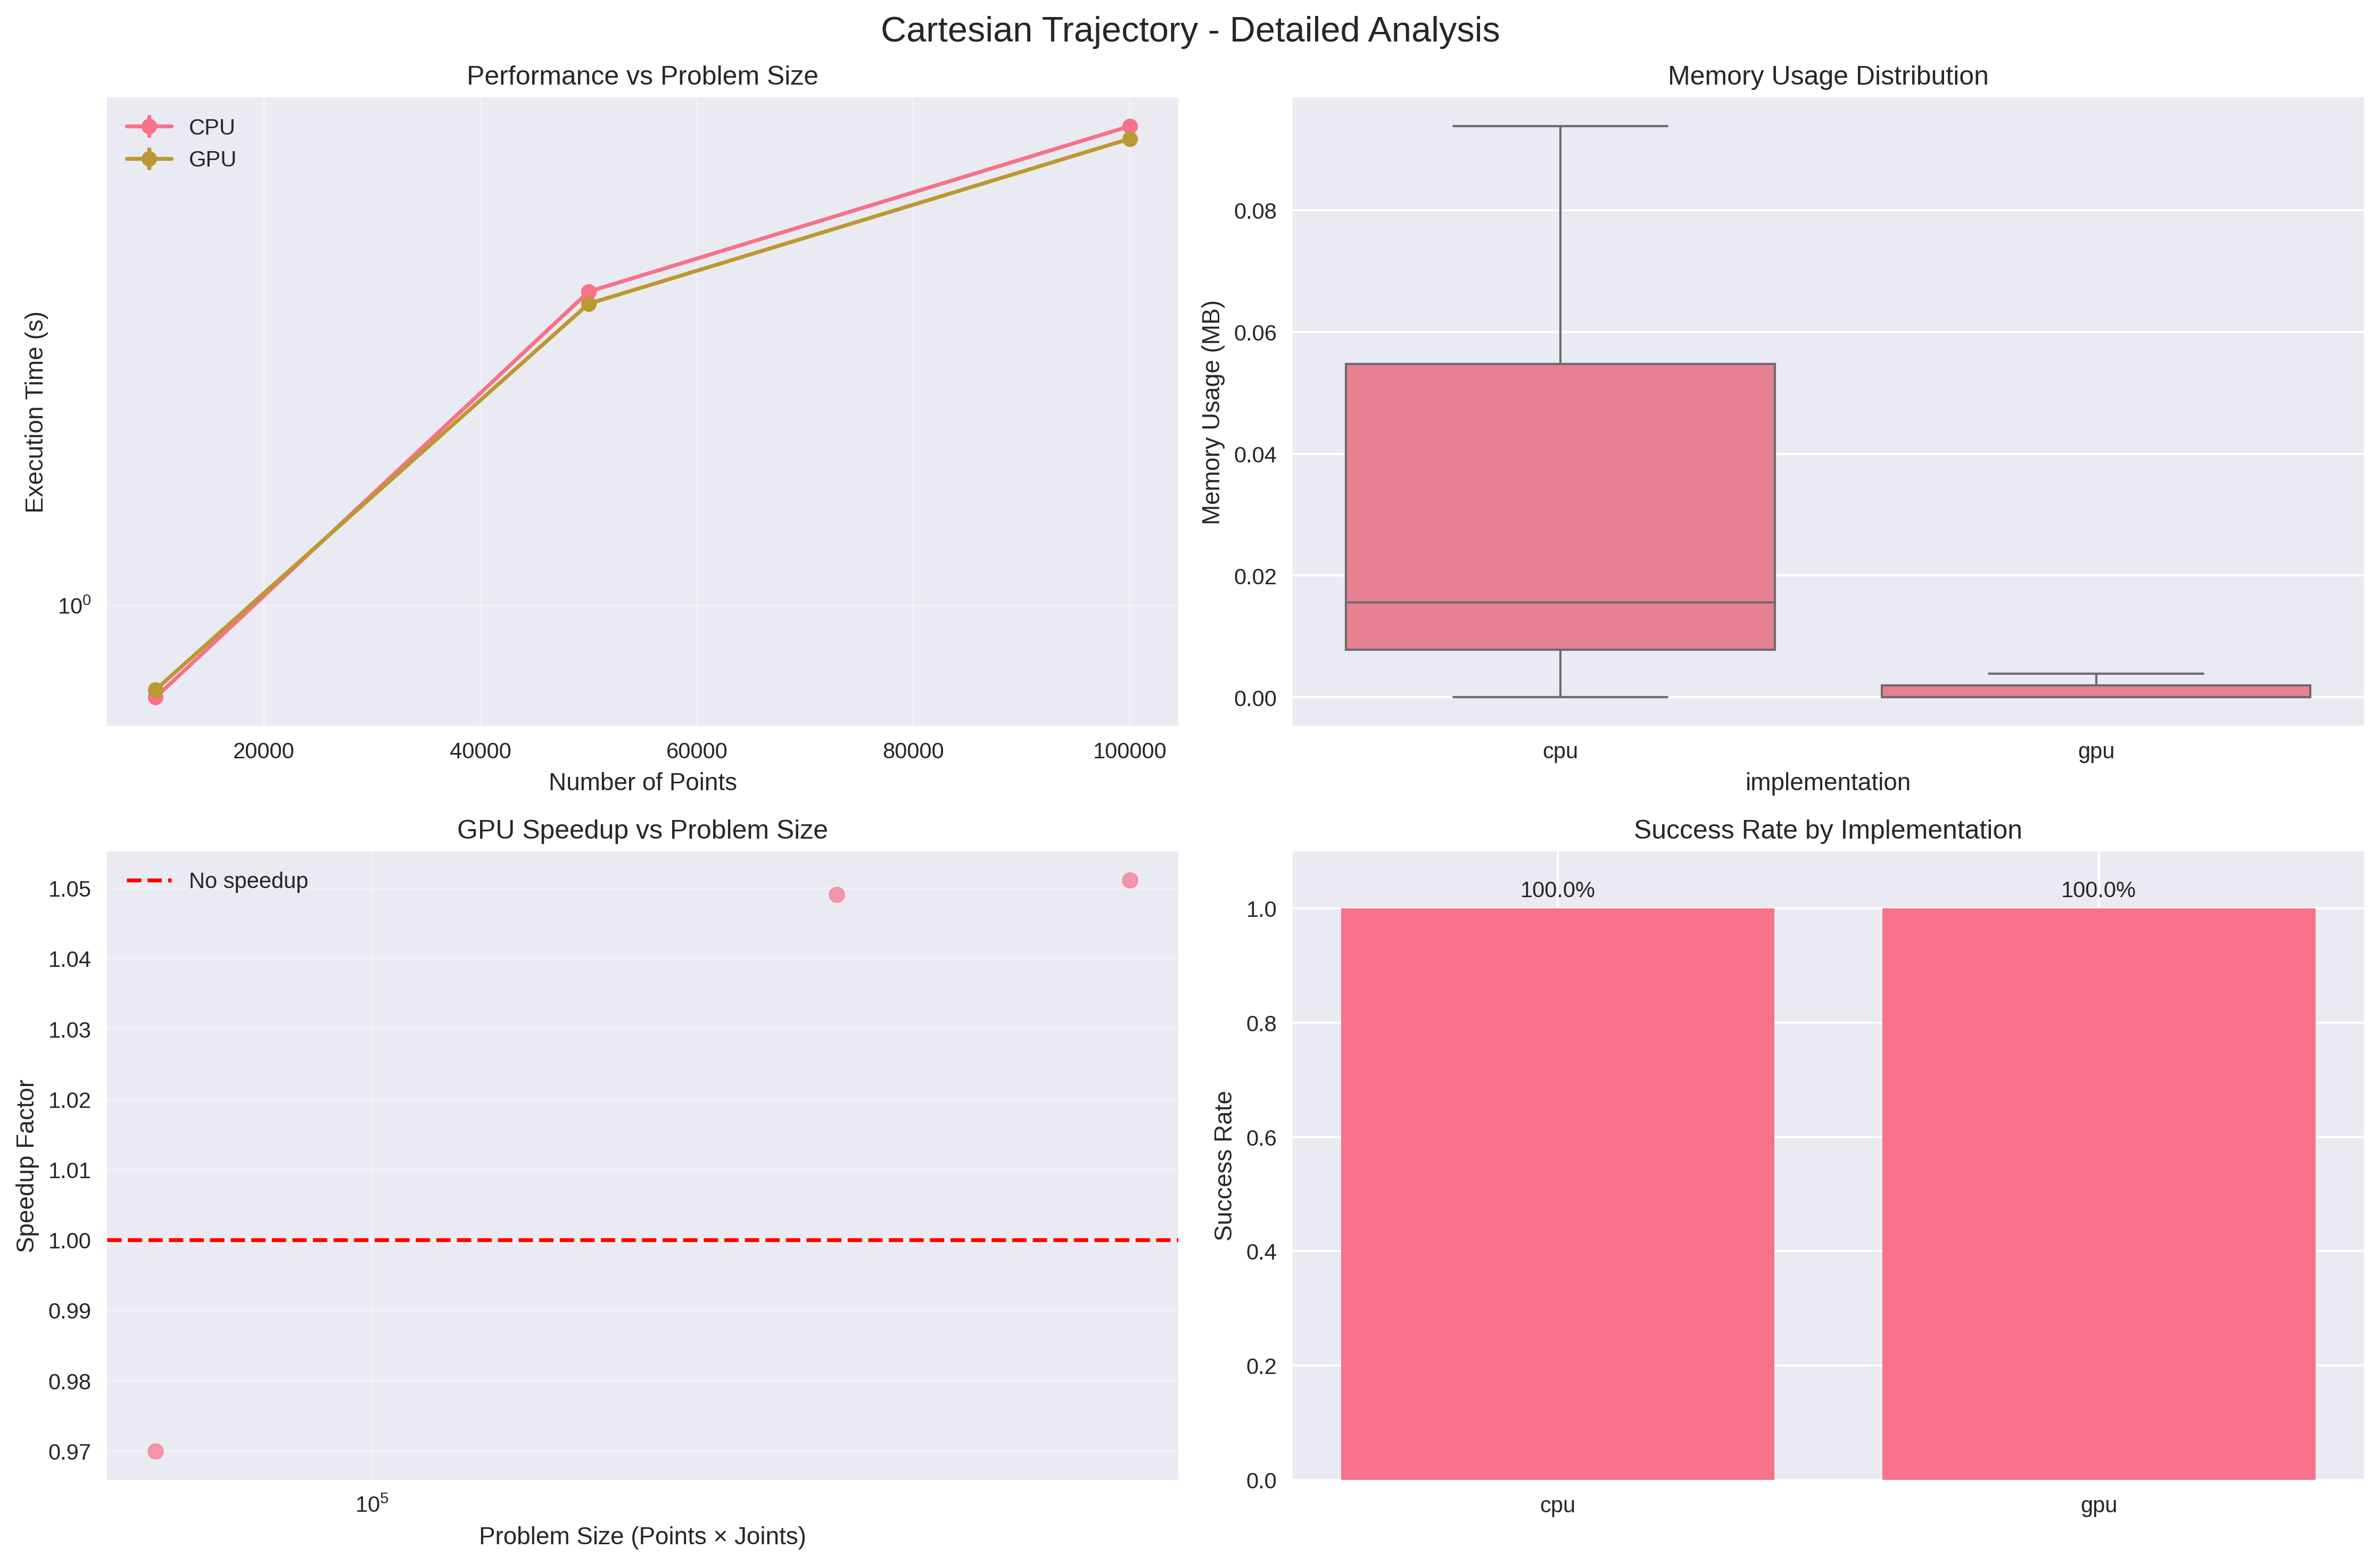 Cartesian Trajectory - Detailed Analysis
Performance vs Problem Size
CPU
GPU
Execution Time (s)
10⁰
20000 40000 60000 80000 100000
Number of Points
Memory Usage Distribution
Memory Usage (MB)
0.08
0.06
0.04
0.02
0.00
cpu gpu
implementation
GPU Speedup vs Problem Size
No speedup
Speedup Factor
1.05
1.04
1.03
1.02
1.01
1.00
0.99
0.98
0.97
10⁵
Problem Size (Points × Joints)
Success Rate by Implementation
100.0% 100.0%
Success Rate
1.0
0.8
0.6
0.4
0.2
0.0
cpu gpu